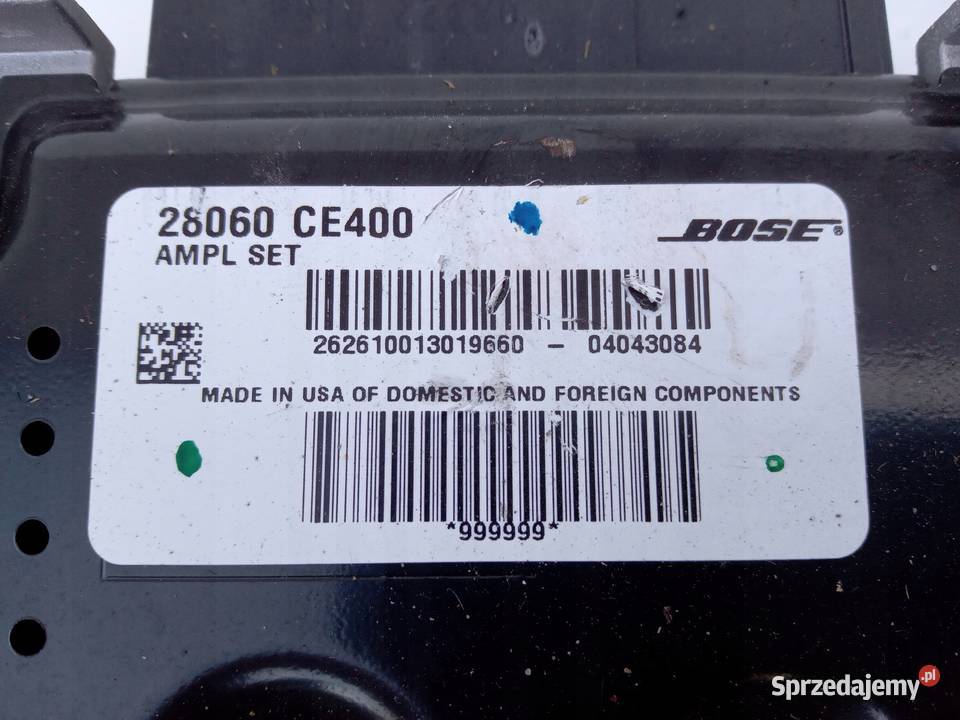 28060 CE400
BOSE®
AMPL SET
262610013019660 – 04043084
MADE IN USA OF DOMESTIC AND FOREIGN COMPONENTS
*999999*
Sprzedajemy.pl